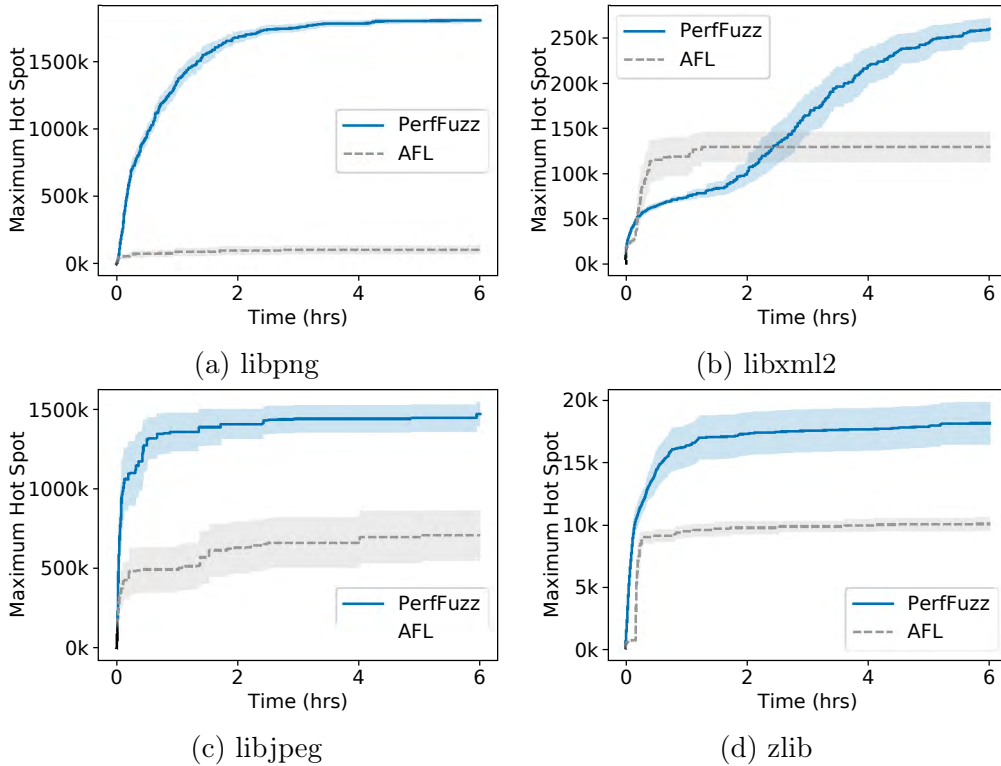 Maximum Hot Spot
1500k
1000k
500k
0k
PerfFuzz
AFL
0
2
4
6
Time (hrs)
(a) libpng
Maximum Hot Spot
250k
200k
150k
100k
50k
0k
PerfFuzz
AFL
0
2
4
6
Time (hrs)
(b) libxml2
Maximum Hot Spot
1500k
1000k
500k
0k
PerfFuzz
AFL
0
2
4
6
Time (hrs)
(c) libjpeg
Maximum Hot Spot
20k
15k
10k
5k
0k
PerfFuzz
AFL
0
2
4
6
Time (hrs)
(d) zlib